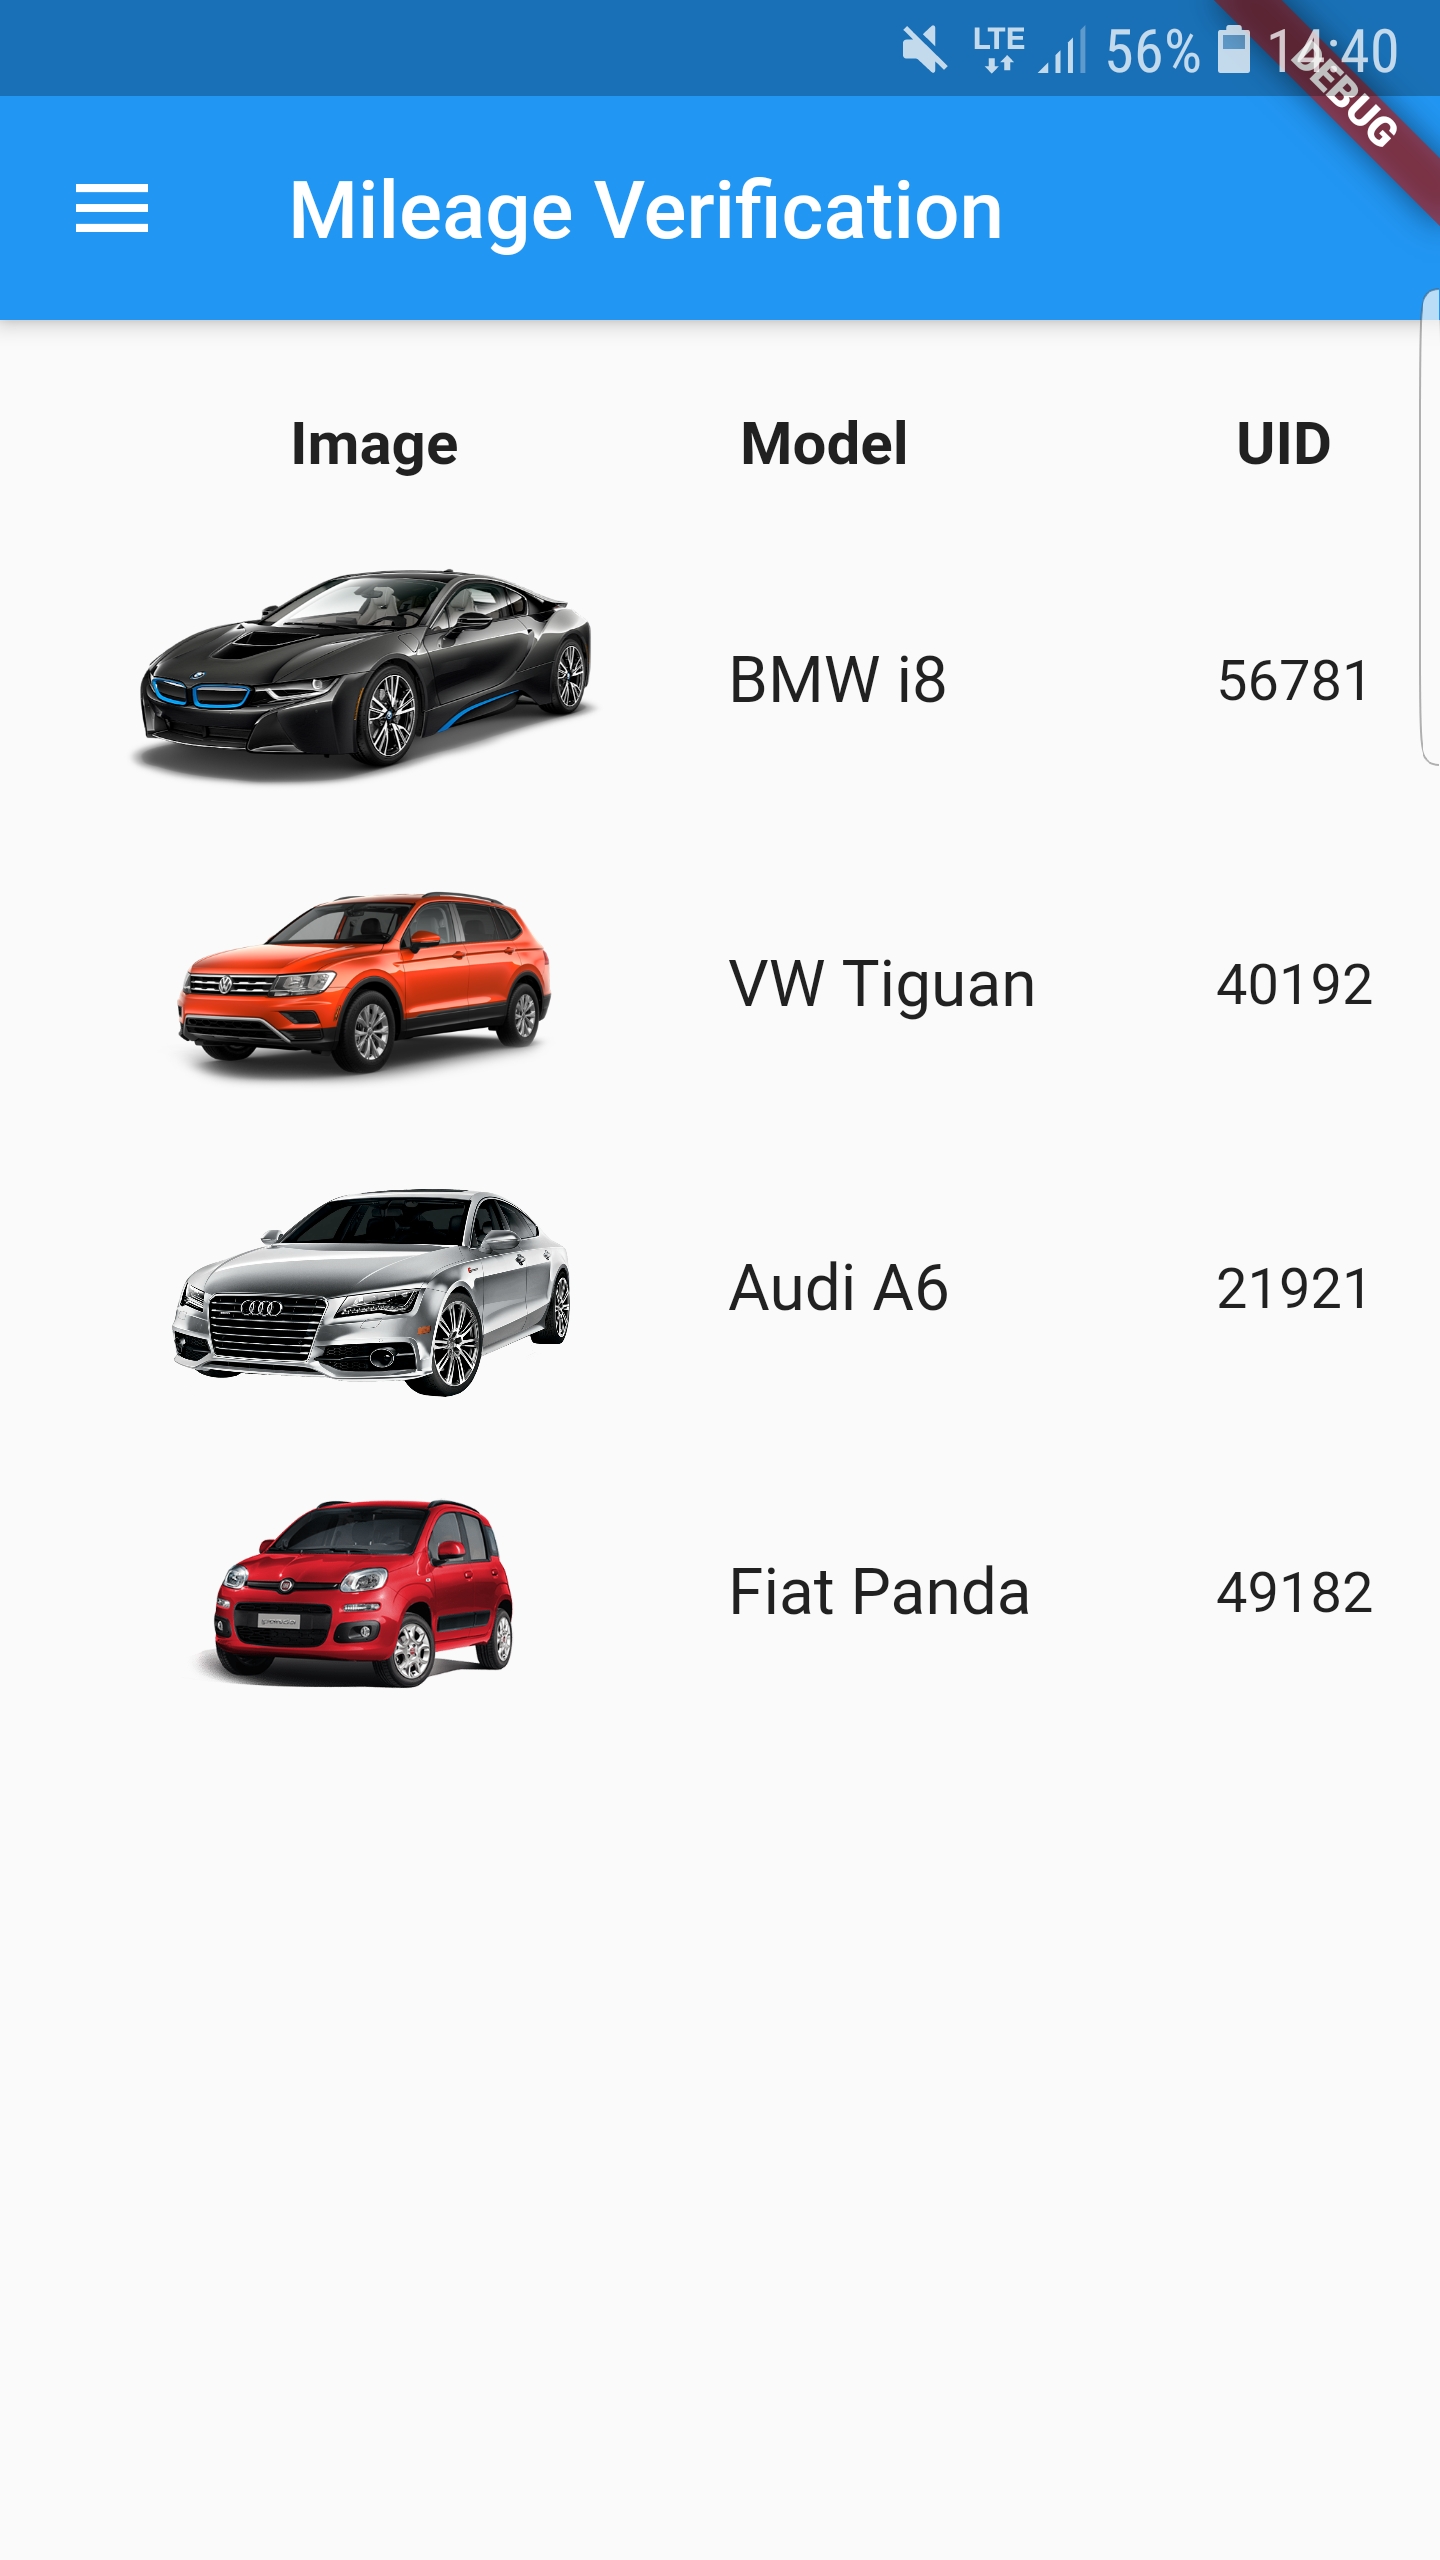 LTE 56% 14:40
DEBUG
Mileage Verification
Image Model UID
BMW i8 56781
VW Tiguan 40192
Audi A6 21921
Fiat Panda 49182